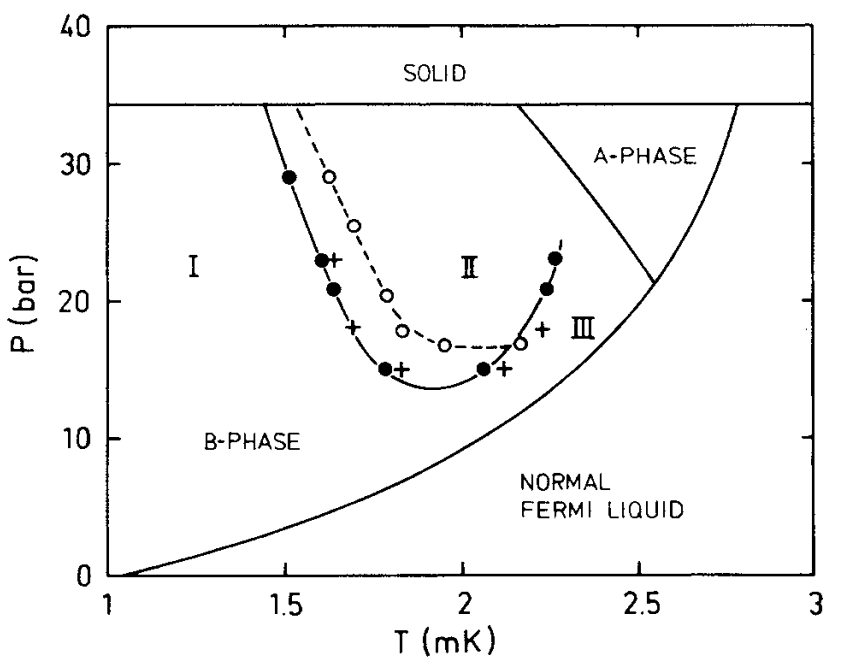 40
SOLID
A-PHASE
30
I
II
P (bar)
20
III
B-PHASE
10
NORMAL
FERMI LIQUID
0
1
1.5
2
2.5
3
T (mK)